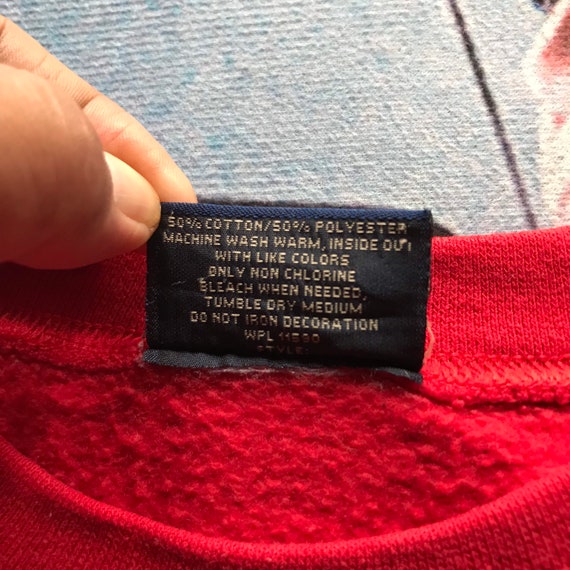 50% COTTON/50% POLYESTER
MACHINE WASH WARM, INSIDE OUT
WITH LIKE COLORS
ONLY NON CHLORINE
BLEACH WHEN NEEDED,
TUMBLE DRY MEDIUM
DO NOT IRON DECORATION
WPL 11590
STYLE: